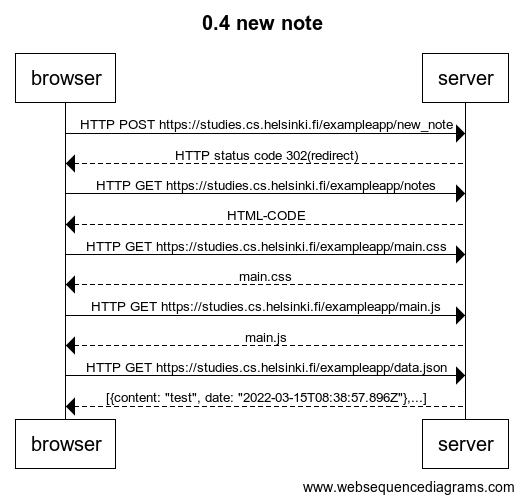 0.4 new note
browser
server
HTTP POST https://studies.cs.helsinki.fi/exampleapp/new_note
HTTP status code 302(redirect)
HTTP GET https://studies.cs.helsinki.fi/exampleapp/notes
HTML-CODE
HTTP GET https://studies.cs.helsinki.fi/exampleapp/main.css
main.css
HTTP GET https://studies.cs.helsinki.fi/exampleapp/main.js
main.js
HTTP GET https://studies.cs.helsinki.fi/exampleapp/data.json
[{content: "test", date: "2022-03-15T08:38:57.896Z"},...]
browser
server
www.websequencediagrams.com